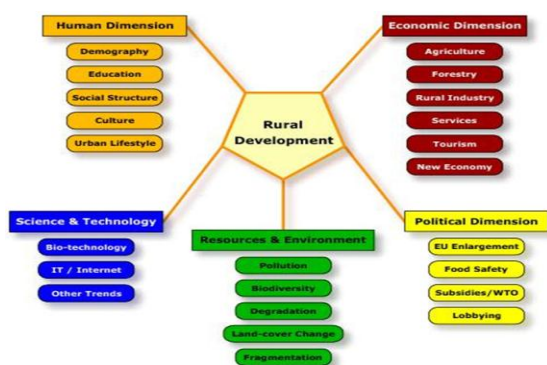 Human Dimension
Demography
Education
Social Structure
Culture
Urban Lifestyle
Economic Dimension
Agriculture
Forestry
Rural Industry
Services
Tourism
New Economy
Rural
Development
Science & Technology
Bio-technology
IT / Internet
Other Trends
Resources & Environment
Pollution
Biodiversity
Degradation
Land-cover Change
Fragmentation
Political Dimension
EU Enlargement
Food Safety
Subsidies/WTO
Lobbying